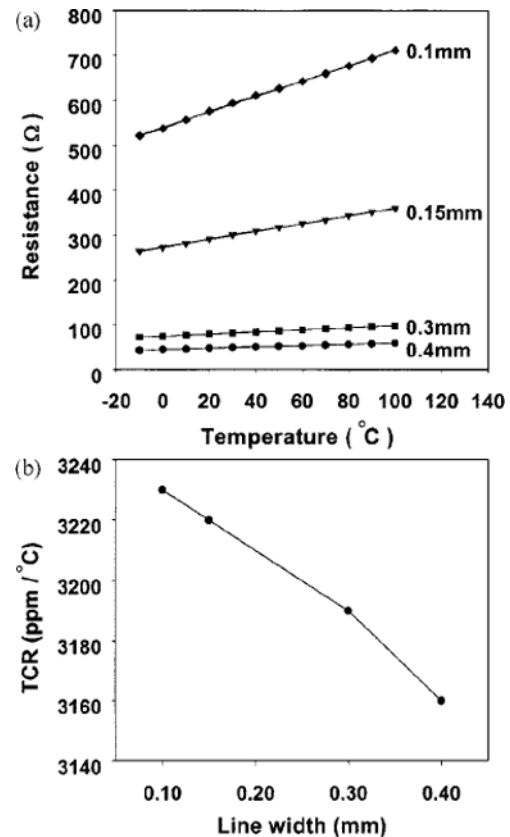 (a)
800
700
600
500
400
300
200
100
0
Resistance (Ω)
0.1mm
0.15mm
0.3mm
0.4mm
-20 0 20 40 60 80 100 120 140
Temperature (°C)
(b)
3240
3220
3200
3180
3160
3140
TCR (ppm /°C)
0.10 0.20 0.30 0.40
Line width (mm)